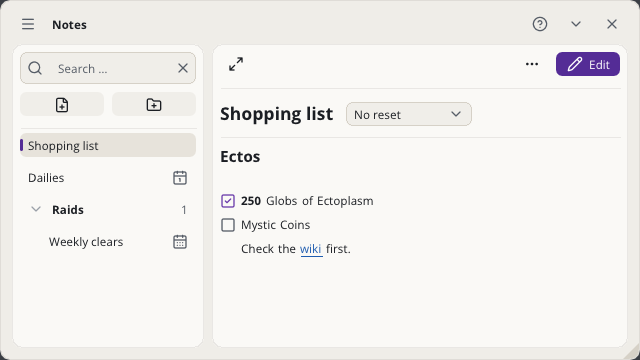 Notes
Search ...
Edit
Shopping list
No reset
Shopping list
Dailies
Raids 1
Weekly clears
Ectos
250 Globs of Ectoplasm
Mystic Coins
Check the wiki first.